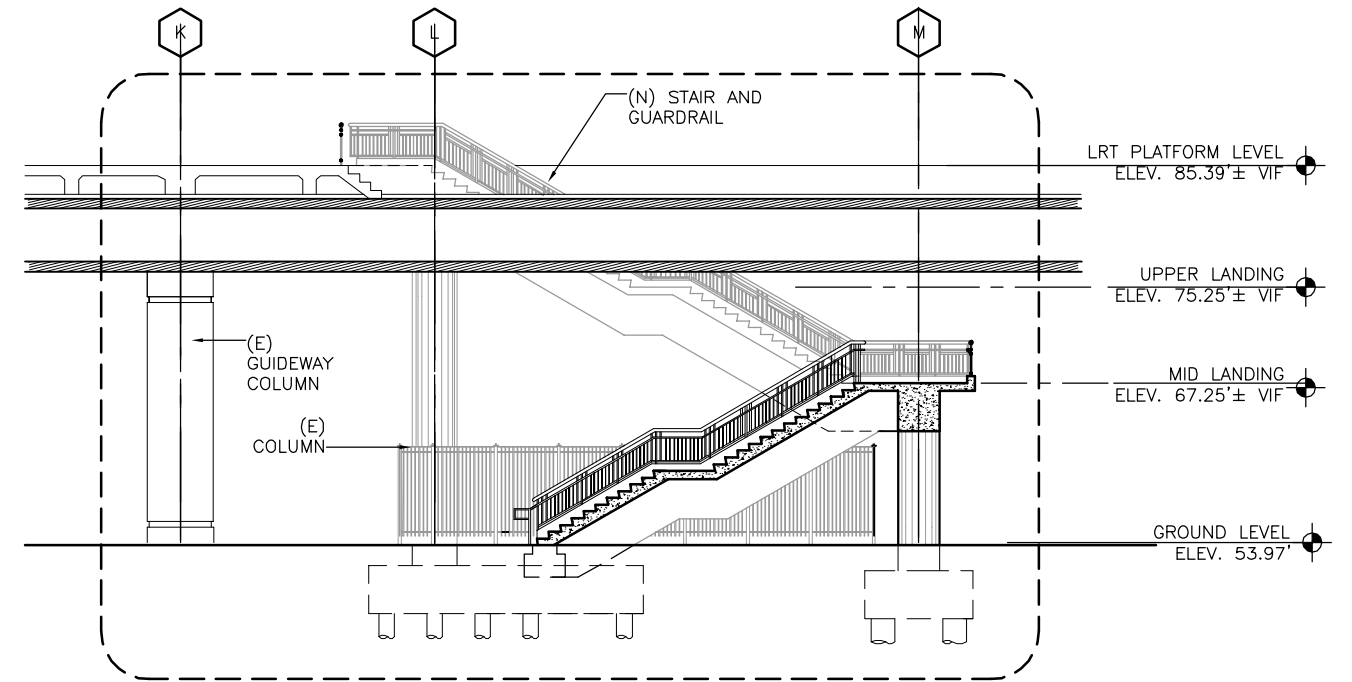 K
L
M
(N) STAIR AND
GUARDRAIL
LRT PLATFORM LEVEL
ELEV. 85.39'± VIF
UPPER LANDING
ELEV. 75.25'± VIF
(E)
GUIDEWAY
COLUMN
MID LANDING
ELEV. 67.25'± VIF
(E)
COLUMN
GROUND LEVEL
ELEV. 53.97'